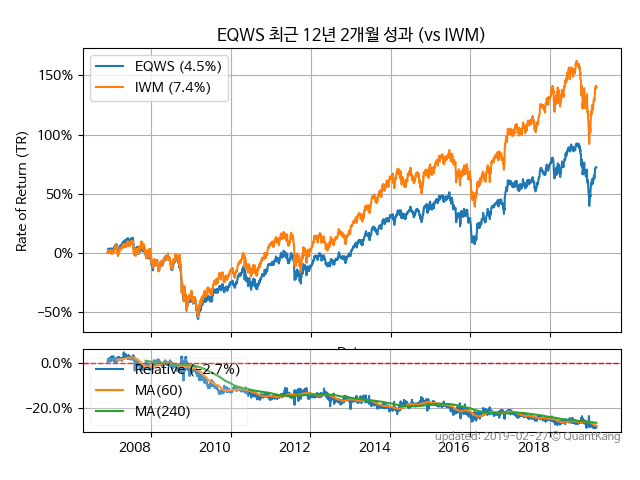 EQWS 최근 12년 2개월 성과 (vs IWM)
Rate of Return (TR)
150%
100%
50%
0%
−50%
EQWS (4.5%)
IWM (7.4%)
0.0%
−20.0%
Relative (−2.7%)
MA(60)
MA(240)
2008 2010 2012 2014 2016 2018
updated: 2019-02-27 © QuantKang